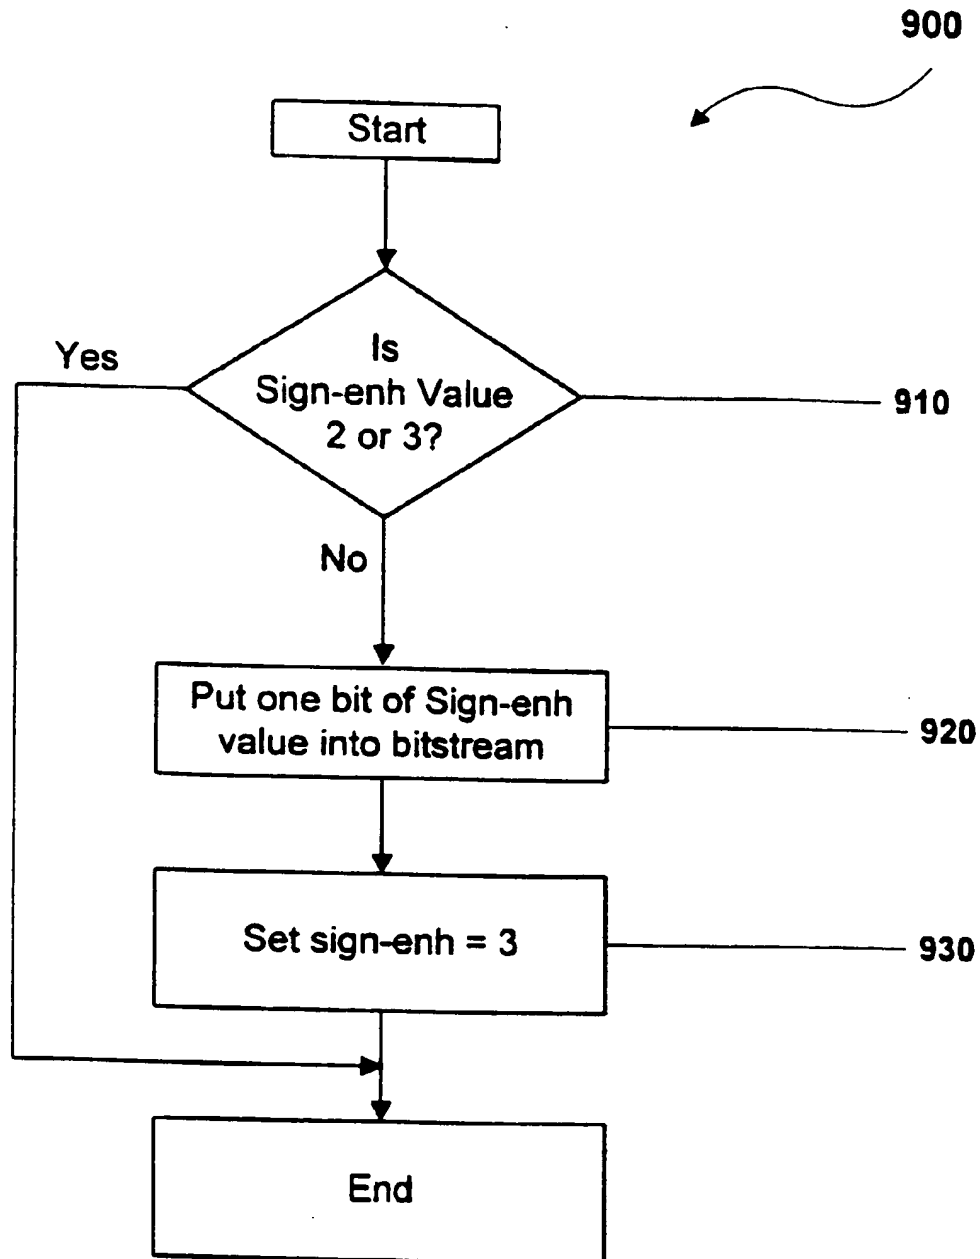 900
Start
Is
Sign-enh Value
2 or 3?
Yes
910
No
Put one bit of Sign-enh
value into bitstream
920
Set sign-enh = 3
930
End